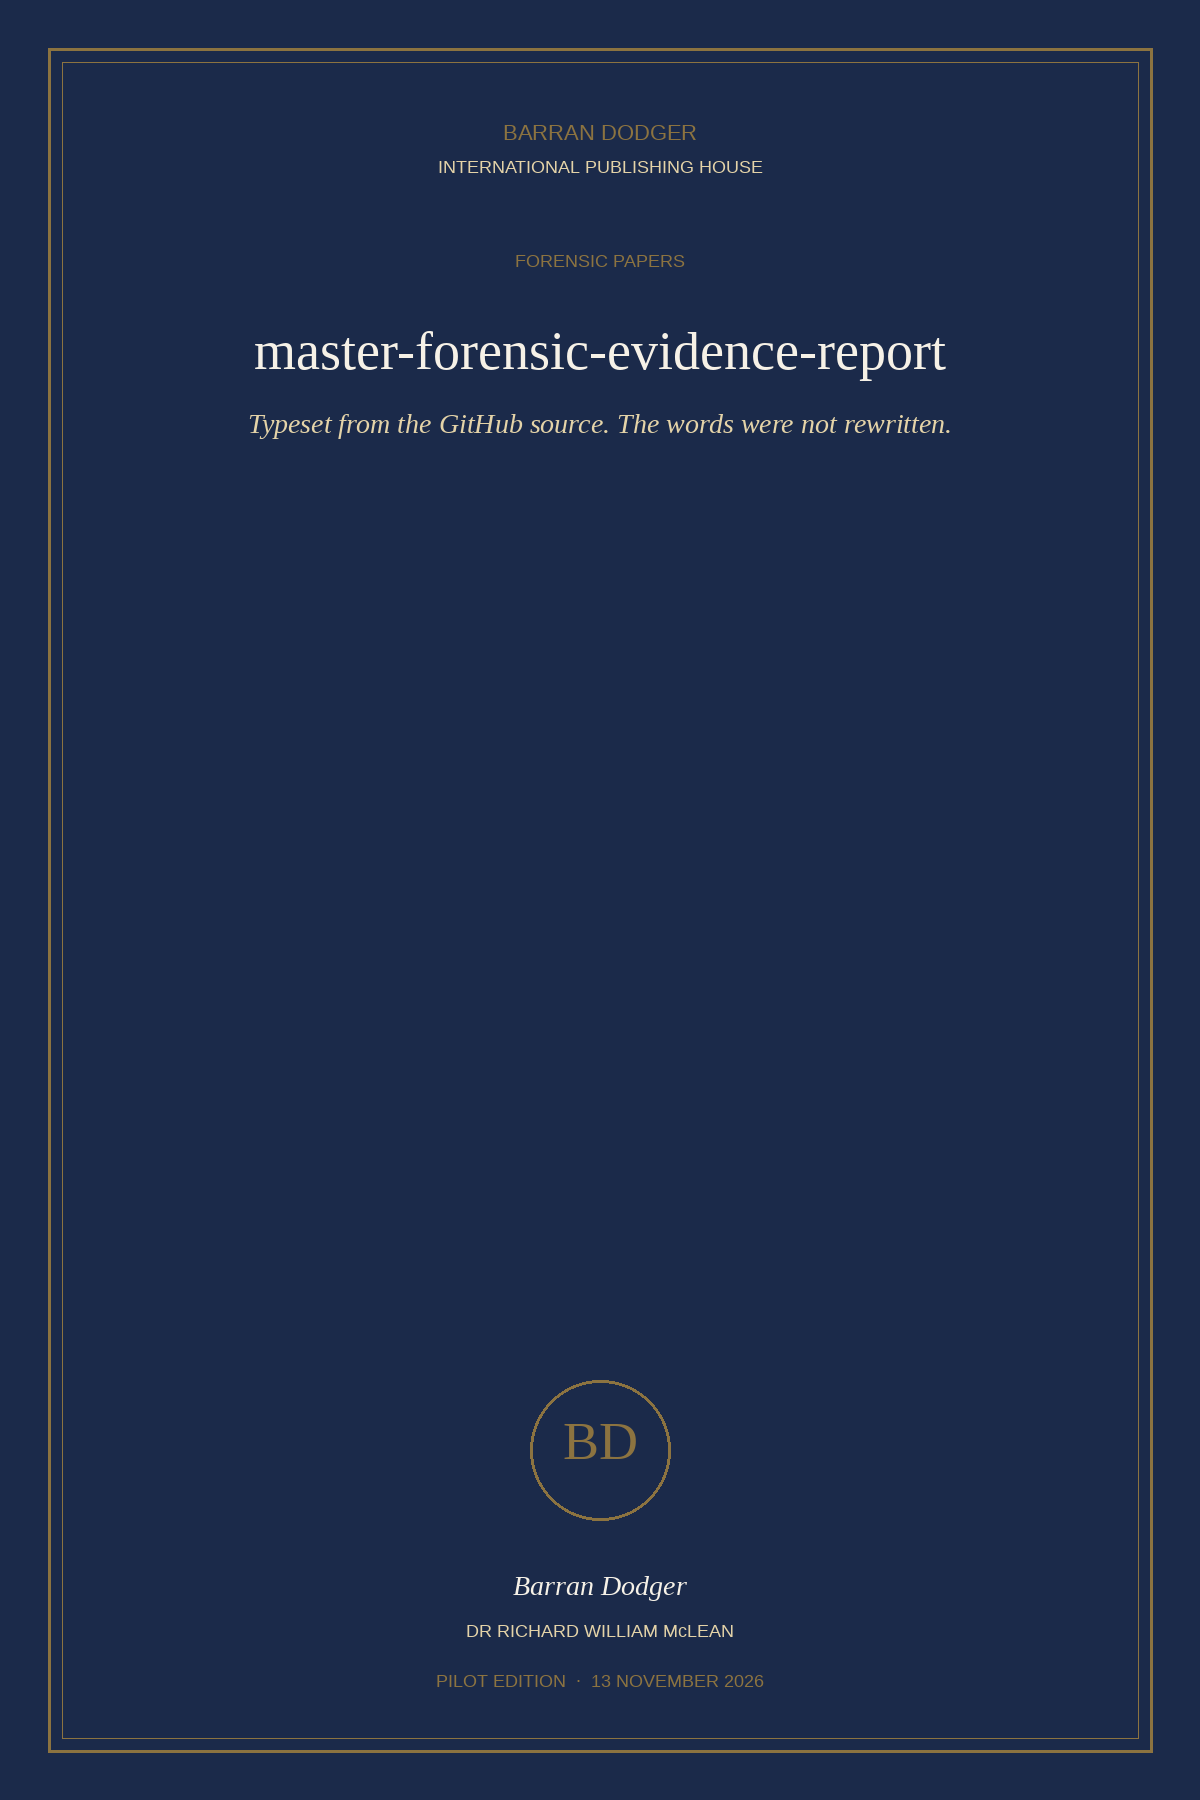 BARRAN DODGER
INTERNATIONAL PUBLISHING HOUSE
FORENSIC PAPERS
master-forensic-evidence-report
Typeset from the GitHub source. The words were not rewritten.
BD
Barran Dodger
DR RICHARD WILLIAM McLEAN
PILOT EDITION · 13 NOVEMBER 2026